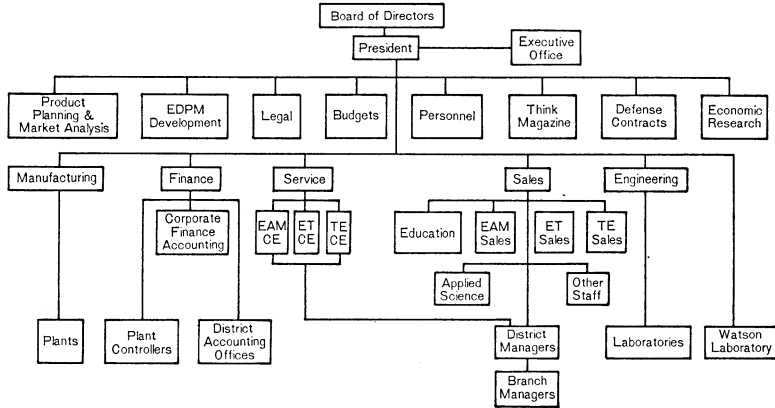 Board of Directors
President
Executive
Office
Product
Planning &
Market Analysis
EDPM
Development
Legal
Budgets
Personnel
Think
Magazine
Defense
Contracts
Economic
Research
Manufacturing
Finance
Service
Sales
Engineering
Corporate
Finance
Accounting
EAM
CE
ET
CE
TE
CE
Education
EAM
Sales
ET
Sales
TE
Sales
Applied
Science
Other
Staff
Plants
Plant
Controllers
District
Accounting
Offices
District
Managers
Laboratories
Watson
Laboratory
Branch
Managers